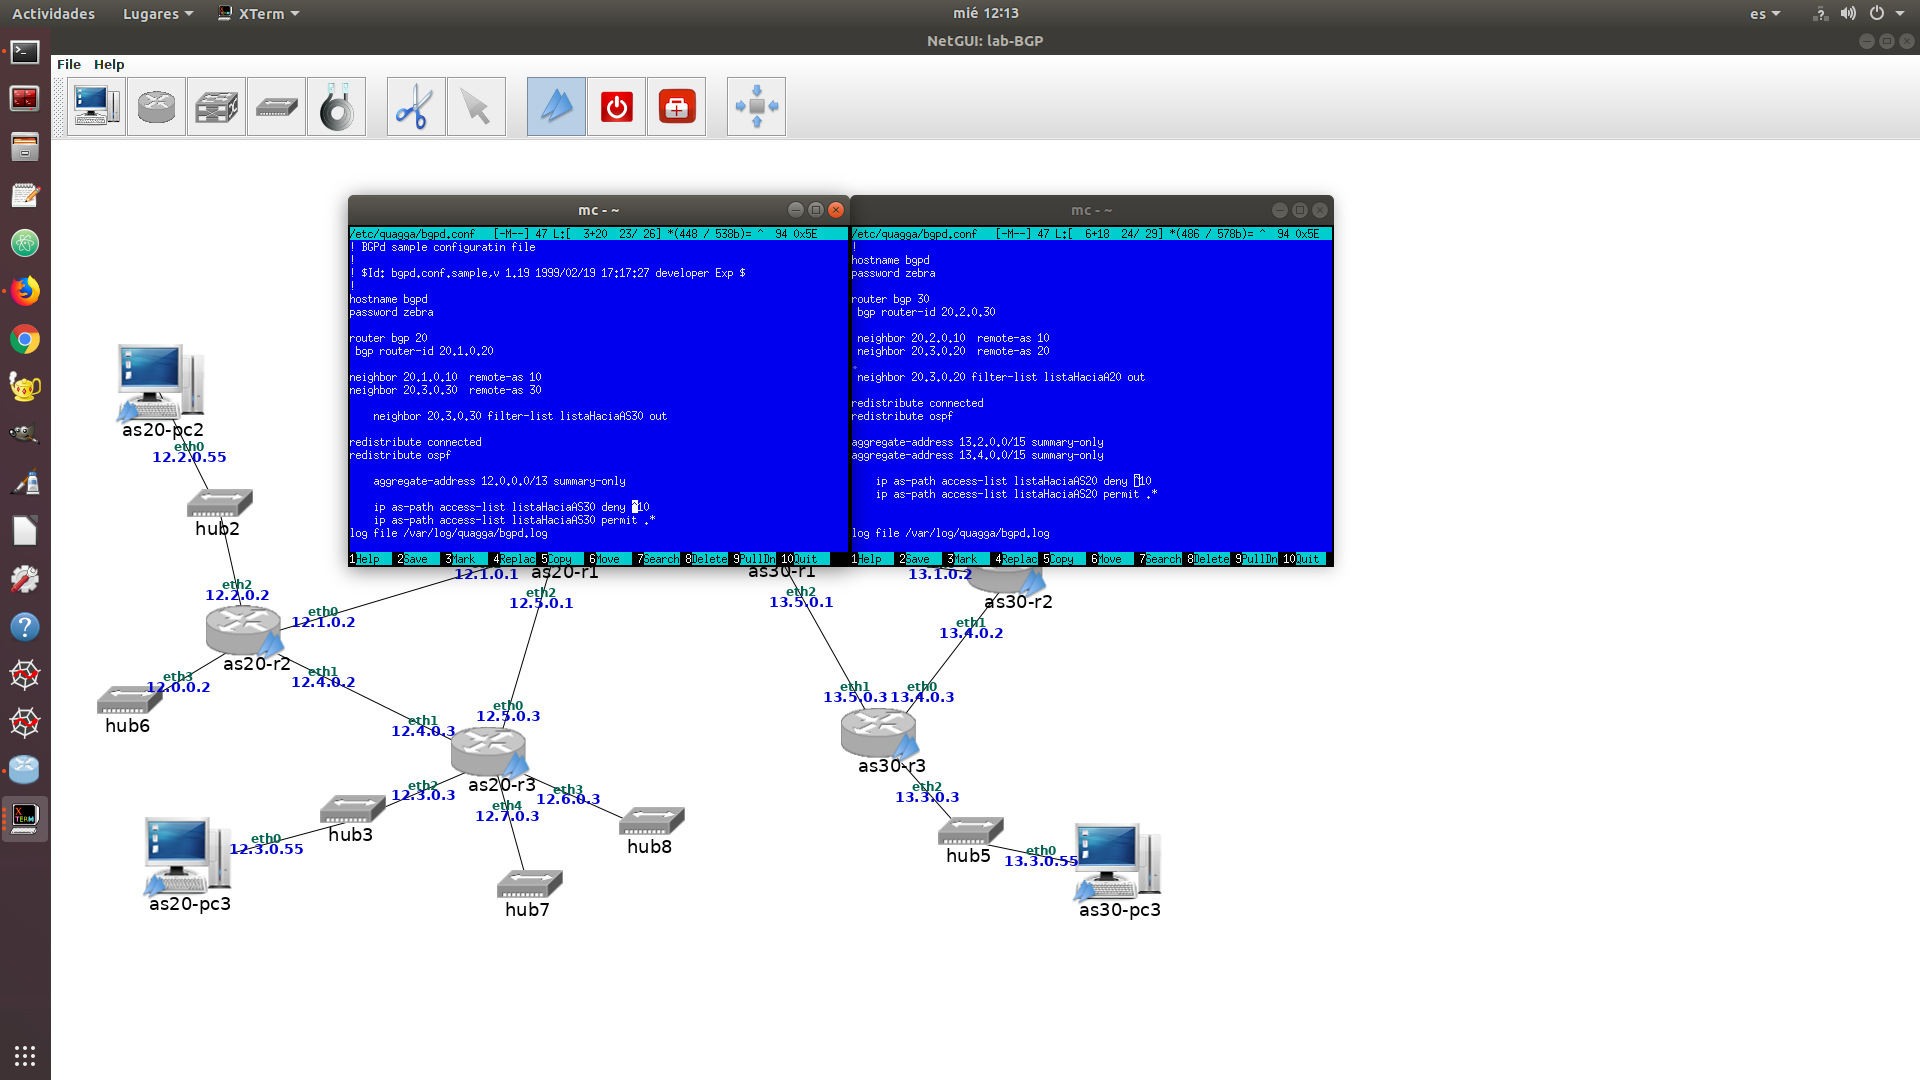 Actividades Lugares XTerm mié 12:13 es
NetGUI: lab-BGP
File Help
mc - ~
/etc/quagga/bgpd.conf [-M--] 47 L:[ 3+20 23/ 26] *(448 / 538b)= ^ 94 0x5E
! BGPd sample configuratin file
!
! $Id: bgpd.conf.sample,v 1.19 1999/02/19 17:17:27 developer Exp $
!
hostname bgpd
password zebra
router bgp 20
bgp router-id 20.1.0.20
neighbor 20.1.0.10 remote-as 10
neighbor 20.3.0.30 remote-as 30
neighbor 20.3.0.30 filter-list listaHaciaAS30 out
redistribute connected
redistribute ospf
aggregate-address 12.0.0.0/13 summary-only
ip as-path access-list listaHaciaAS30 deny ^10
ip as-path access-list listaHaciaAS30 permit .*
log file /var/log/quagga/bgpd.log
1Help 2Save 3Mark 4Replac 5Copy 6Move 7Search 8Delete 9PullDn 10Quit
mc - ~
/etc/quagga/bgpd.conf [-M--] 47 L:[ 6+18 24/ 29] *(486 / 578b)= ^ 94 0x5E
!
hostname bgpd
password zebra
router bgp 30
bgp router-id 20.2.0.30
neighbor 20.2.0.10 remote-as 10
neighbor 20.3.0.20 remote-as 20
neighbor 20.3.0.20 filter-list listaHaciaA20 out
redistribute connected
redistribute ospf
aggregate-address 13.2.0.0/15 summary-only
aggregate-address 13.4.0.0/15 summary-only
ip as-path access-list listaHaciaAS20 deny ^10
ip as-path access-list listaHaciaAS20 permit .*
log file /var/log/quagga/bgpd.log
1Help 2Save 3Mark 4Replac 5Copy 6Move 7Search 8Delete 9PullDn 10Quit
as20-pc2
eth0
12.2.0.55
hub2
12.1.0.1
as20-r1
as30-r1
13.1.0.2
eth2
12.2.0.2
eth2
12.5.0.1
eth2
13.5.0.1
as30-r2
eth0
12.1.0.2
eth1
13.4.0.2
as20-r2
eth3
12.0.0.2
eth1
12.4.0.2
hub6
eth1
13.5.0.3
eth0
13.4.0.3
eth0
12.5.0.3
eth1
12.4.0.3
as30-r3
as20-r3
eth2
12.3.0.3
eth3
12.6.0.3
eth4
12.7.0.3
eth2
13.3.0.3
hub3
eth0
12.3.0.55
hub8
hub5
eth0
13.3.0.55
as20-pc3
hub7
as30-pc3
XTERM